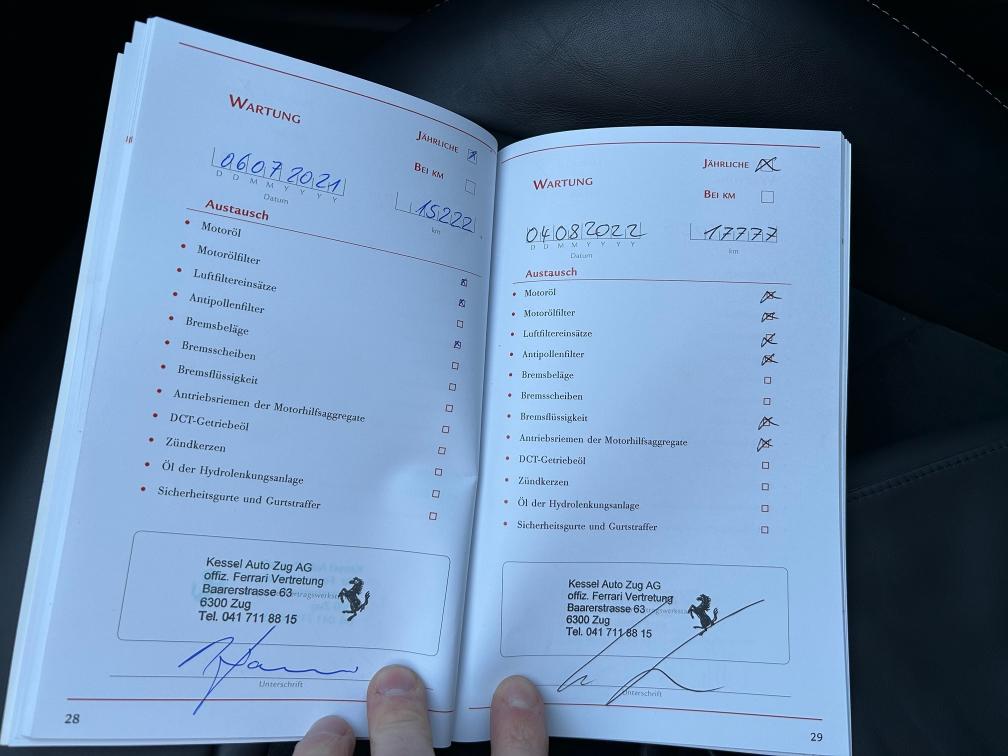 WARTUNG
JÄHRLICHE
BEI KM
06072021
D D M M Y Y Y Y
Datum
15222
km
Austausch
Motoröl
Motorölfilter
Luftfiltereinsätze
Antipollenfilter
Bremsbeläge
Bremsscheiben
Bremsflüssigkeit
Antriebsriemen der Motorhilfsaggregate
DCT-Getriebeöl
Zündkerzen
Öl der Hydrolenkungsanlage
Sicherheitsgurte und Gurtstraffer
Kessel Auto Zug AG
offiz. Ferrari Vertretung
Baarerstrasse 63
6300 Zug
Tel. 041 711 88 15
Unterschrift
28
WARTUNG
JÄHRLICHE
BEI KM
04082022
D D M M Y Y Y Y
Datum
17777
km
Austausch
Motoröl
Motorölfilter
Luftfiltereinsätze
Antipollenfilter
Bremsbeläge
Bremsscheiben
Bremsflüssigkeit
Antriebsriemen der Motorhilfsaggregate
DCT-Getriebeöl
Zündkerzen
Öl der Hydrolenkungsanlage
Sicherheitsgurte und Gurtstraffer
Kessel Auto Zug AG
offiz. Ferrari Vertretung
Baarerstrasse 63
6300 Zug
Tel. 041 711 88 15
Unterschrift
29